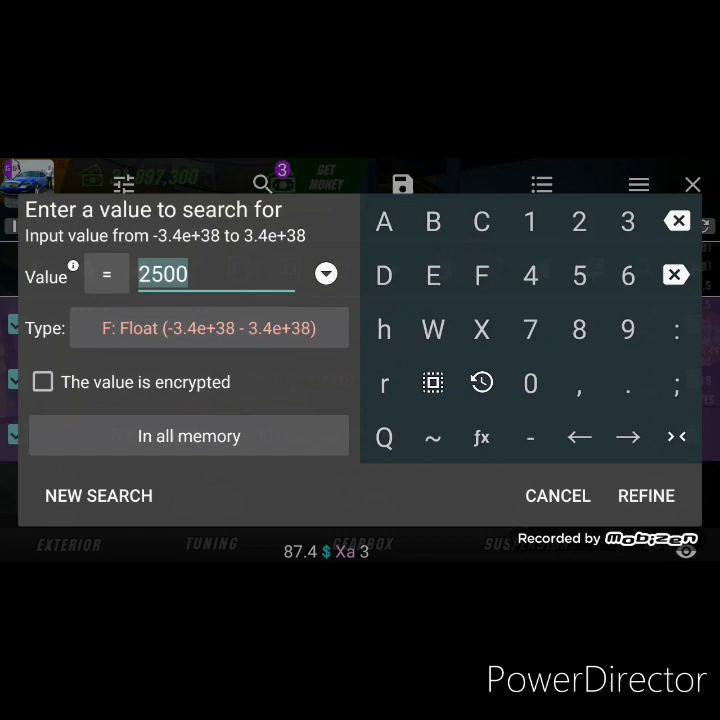 GET
MONEY
3
Enter a value to search for
Input value from -3.4e+38 to 3.4e+38
Value i = 2500
Type: F: Float (-3.4e+38 - 3.4e+38)
The value is encrypted
In all memory
A B C 1 2 3
D E F 4 5 6
h W X 7 8 9 :
r 0 , . ;
Q ~ ƒx - ← → ><
NEW SEARCH CANCEL REFINE
Recorded by Mobizen
EXTERIOR TUNING GEARBOX
87.4 $ Xa 3
PowerDirector